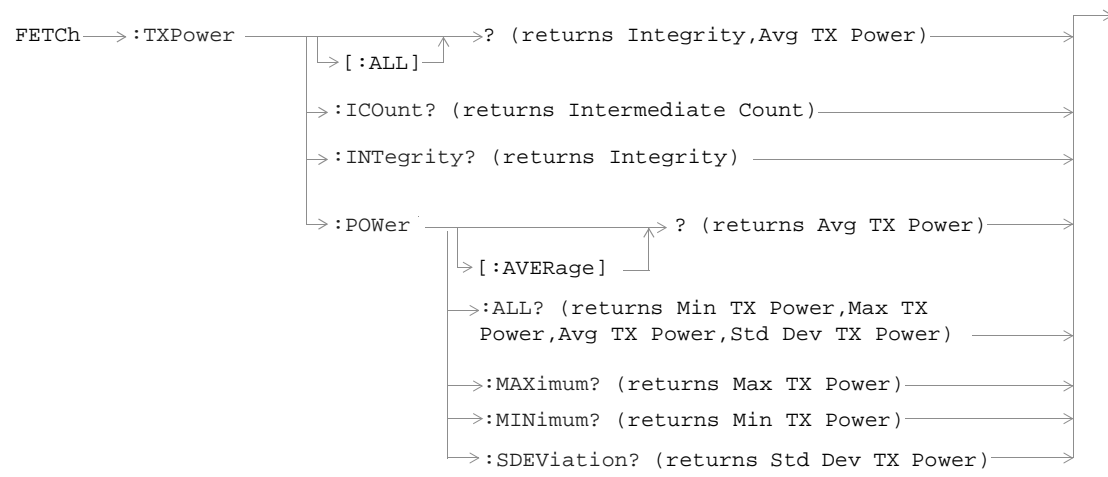 FETCh :TXPower ? (returns Integrity,Avg TX Power)
[:ALL]
:ICOunt? (returns Intermediate Count)
:INTegrity? (returns Integrity)
:POWer ? (returns Avg TX Power)
[:AVERage]
:ALL? (returns Min TX Power,Max TX
Power,Avg TX Power,Std Dev TX Power)
:MAXimum? (returns Max TX Power)
:MINimum? (returns Min TX Power)
:SDEViation? (returns Std Dev TX Power)